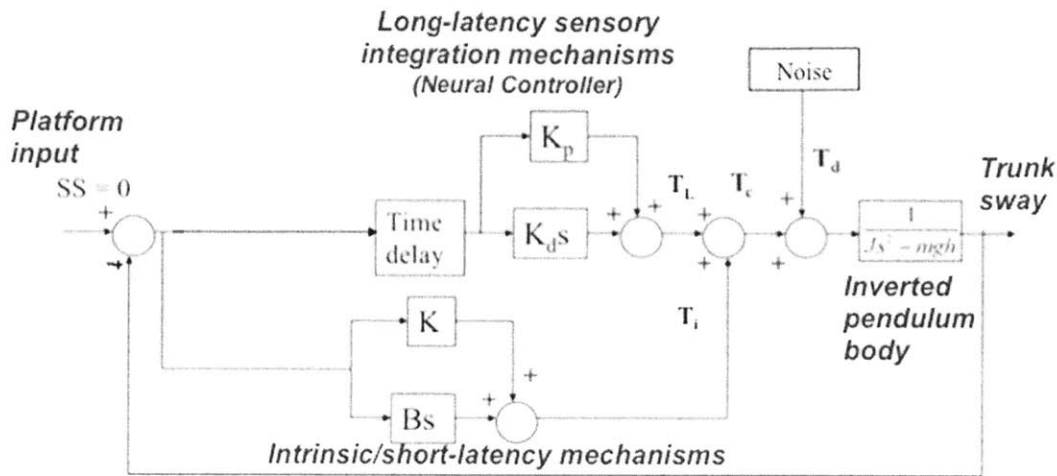 Long-latency sensory
integration mechanisms
(Neural Controller)
Noise
Platform
input
SS = 0
+
K_p
T_L
T_c
T_d
Trunk
sway
Time
delay
K_d s
+
+
+
+
+
+
1
Js² – mgh
Inverted
pendulum
body
T_i
K
+
+
Bs
Intrinsic/short-latency mechanisms